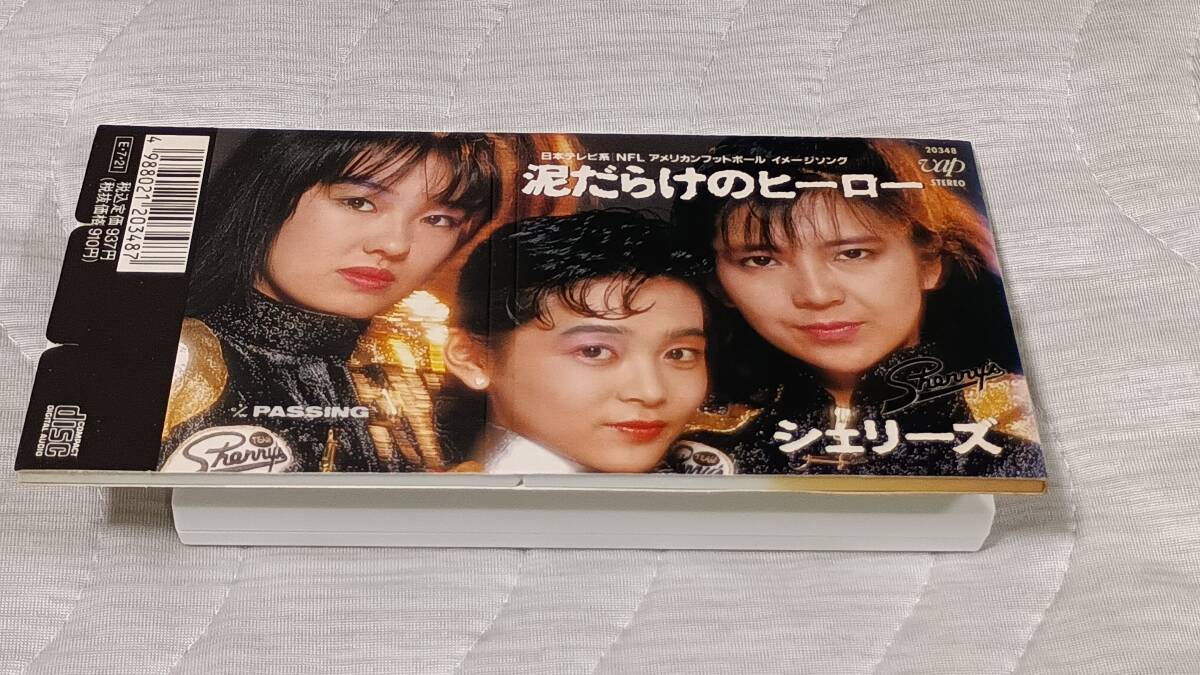 E・7・21
4 988021 203487
税込定価 937円
(税抜価格 910円)
COMPACT
disc
DIGITAL AUDIO
日本テレビ系 NFL アメリカンフットボール イメージソング
泥だらけのヒーロー
20348
vap
STEREO
% PASSING
TEAM
Sherry's
TEAM
Sherry's
シェリーズ